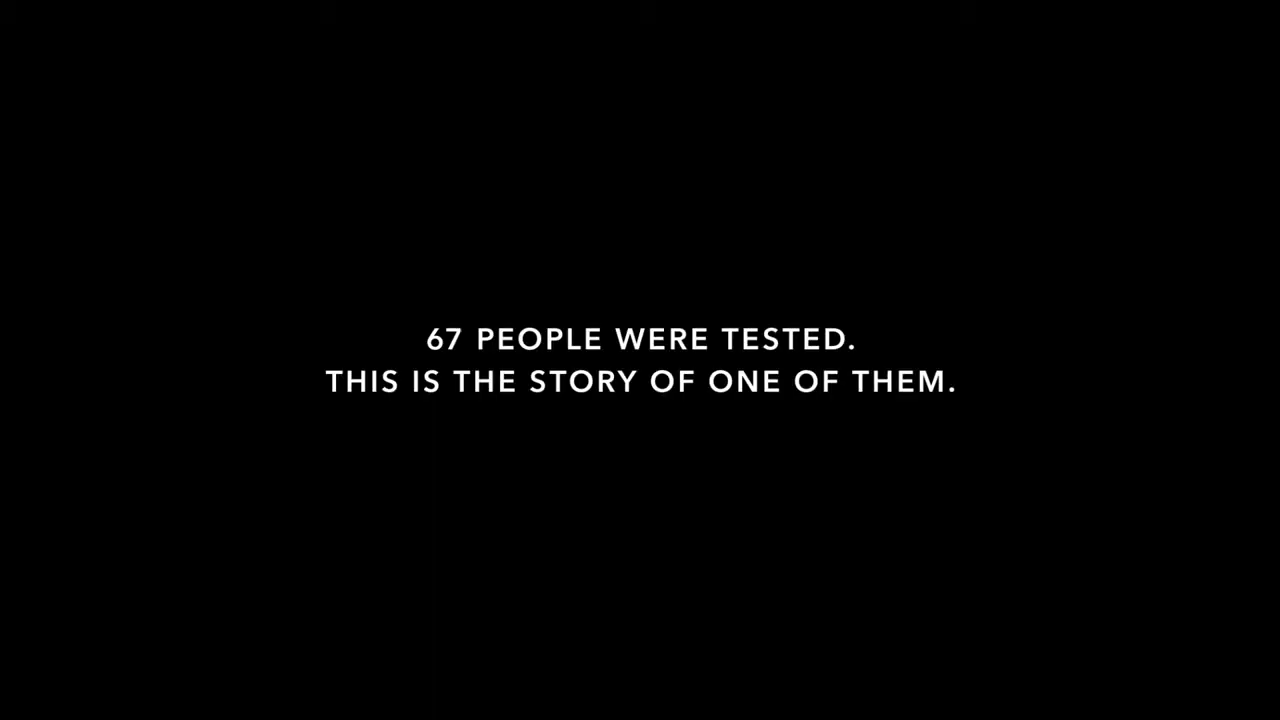 67 PEOPLE WERE TESTED.
THIS IS THE STORY OF ONE OF THEM.